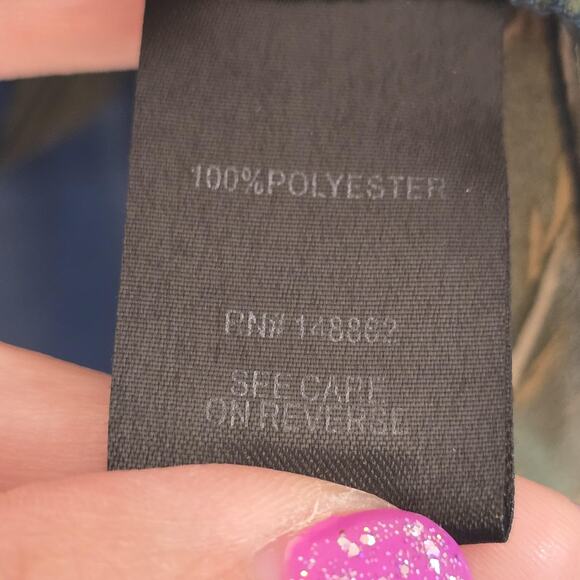 100%POLYESTER
RN# 148862
SEE CARE
ON REVERSE